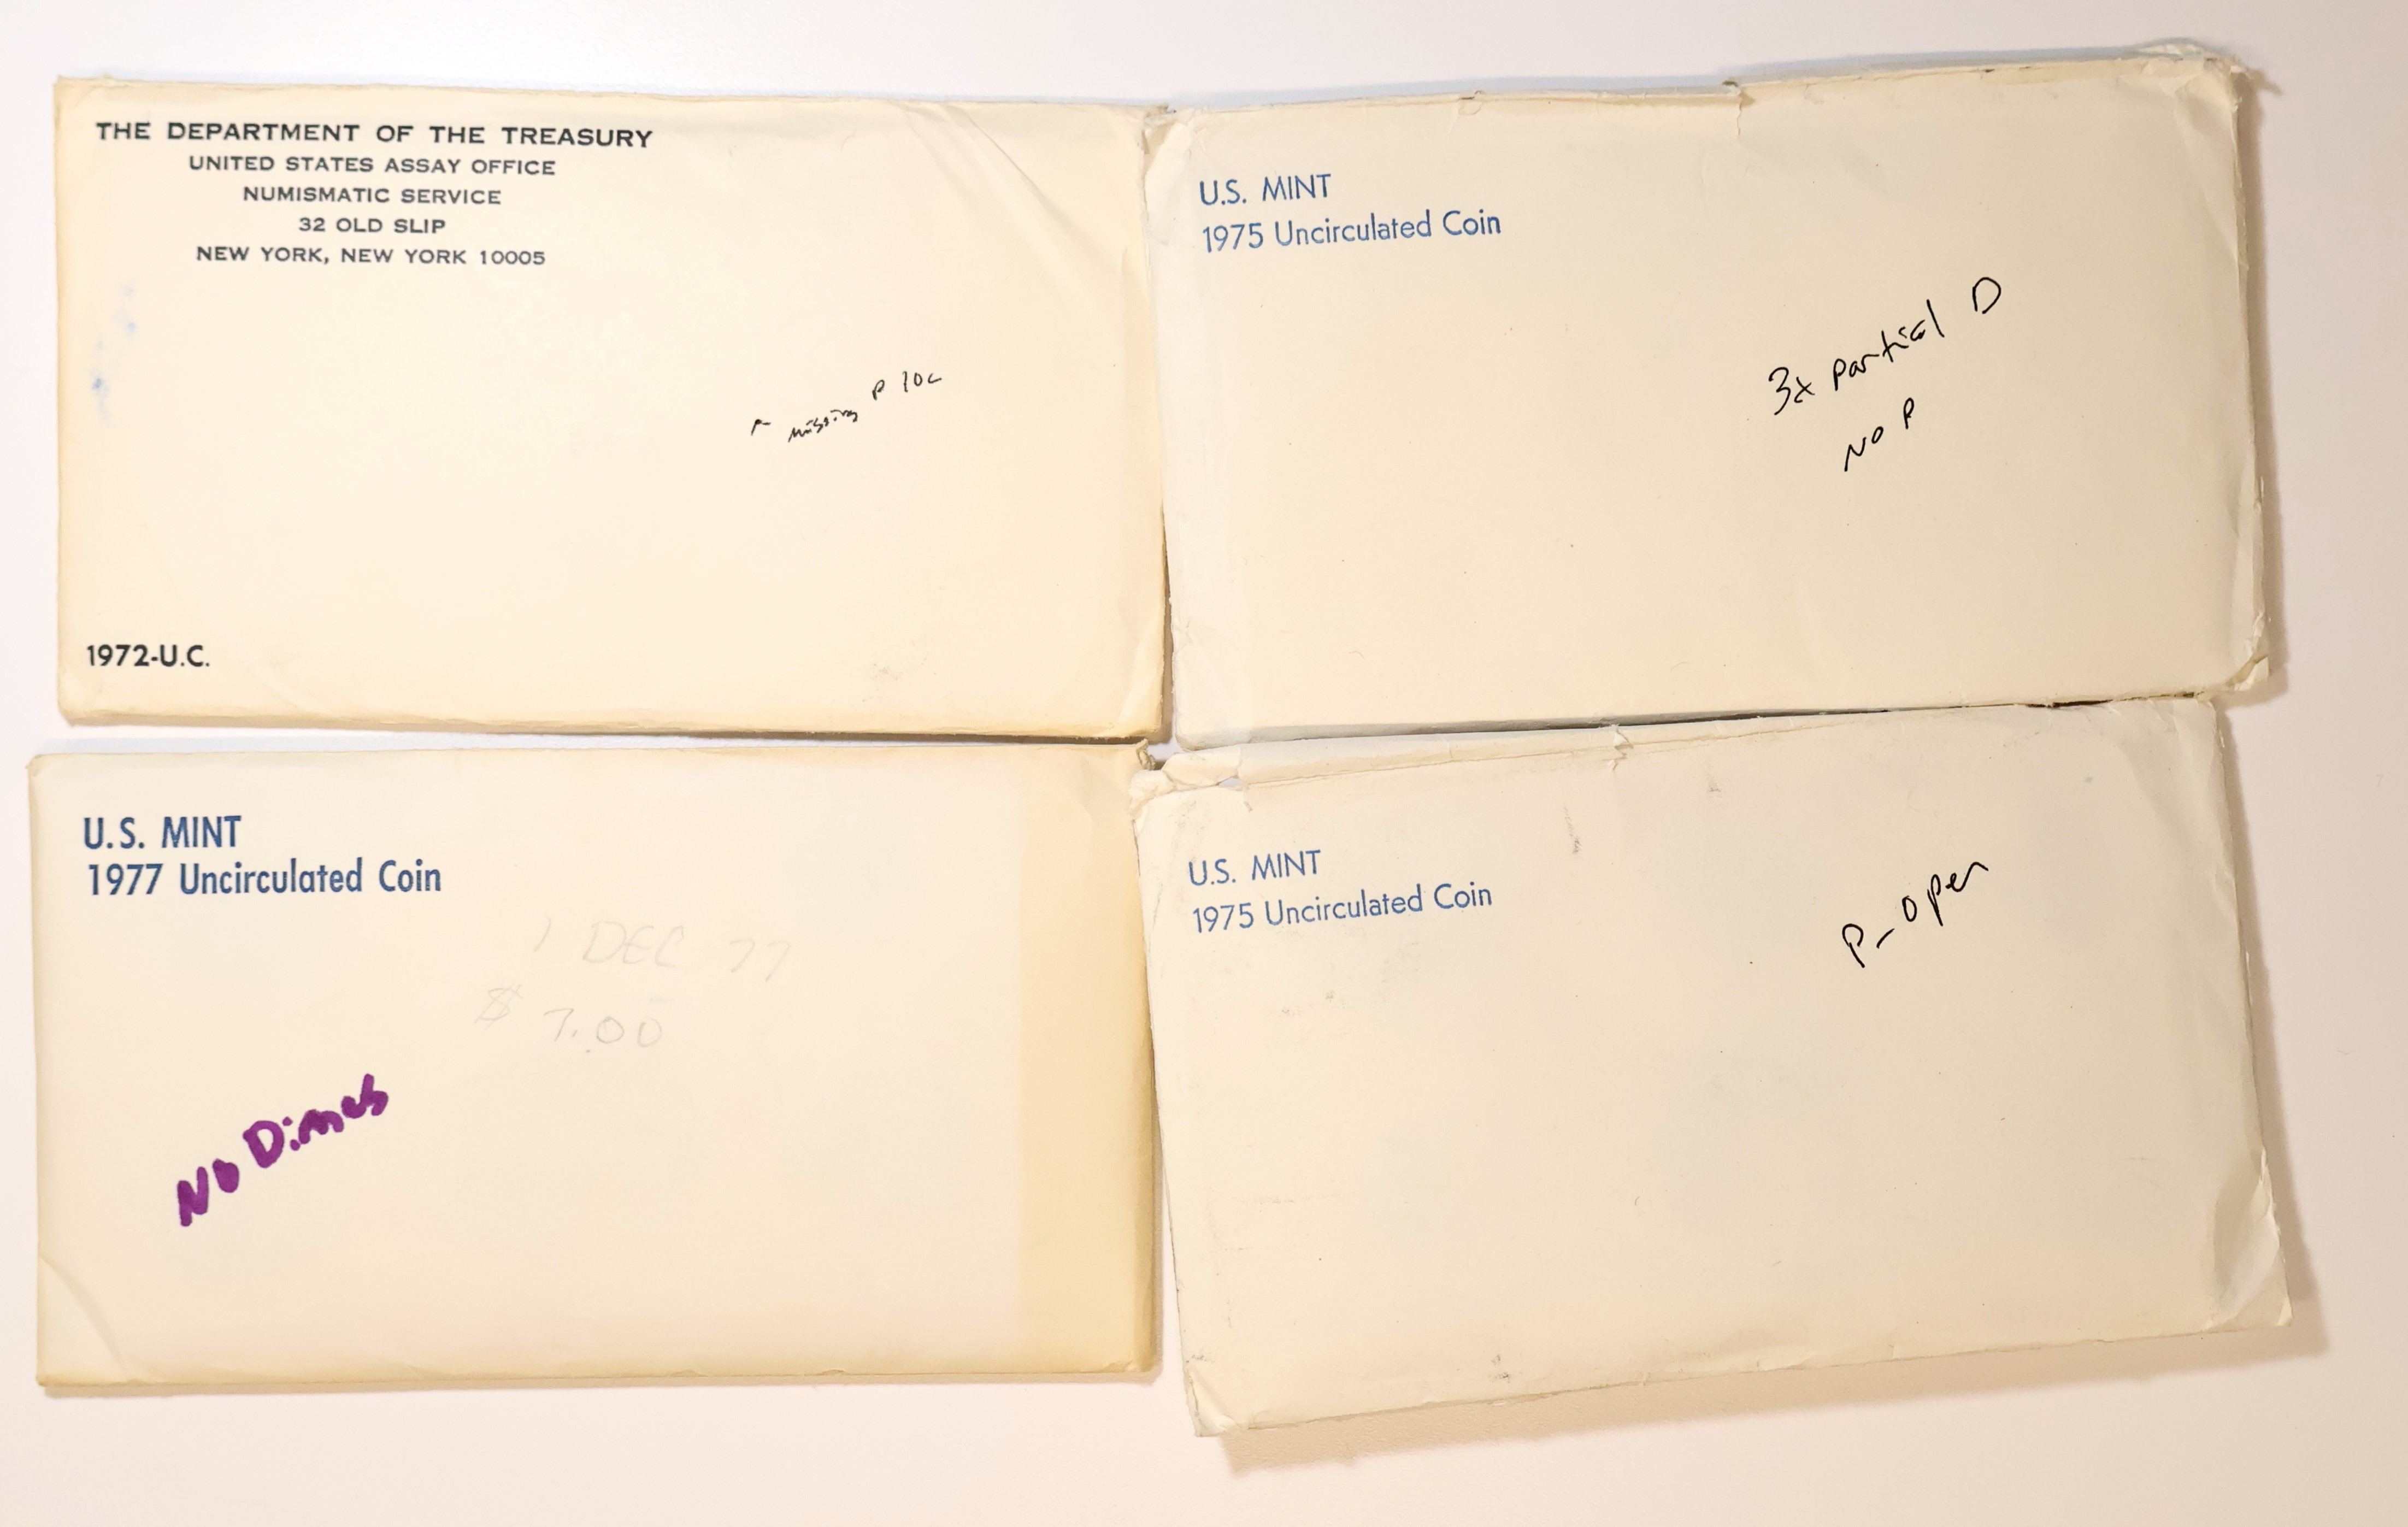 THE DEPARTMENT OF THE TREASURY
UNITED STATES ASSAY OFFICE
NUMISMATIC SERVICE
32 OLD SLIP
NEW YORK, NEW YORK 10005
missing P 10c
1972-U.C.
U.S. MINT
1975 Uncirculated Coin
3x partial D
NO P
U.S. MINT
1977 Uncirculated Coin
1 DEC 77
$ 7.00
NO Dimes
U.S. MINT
1975 Uncirculated Coin
P- open